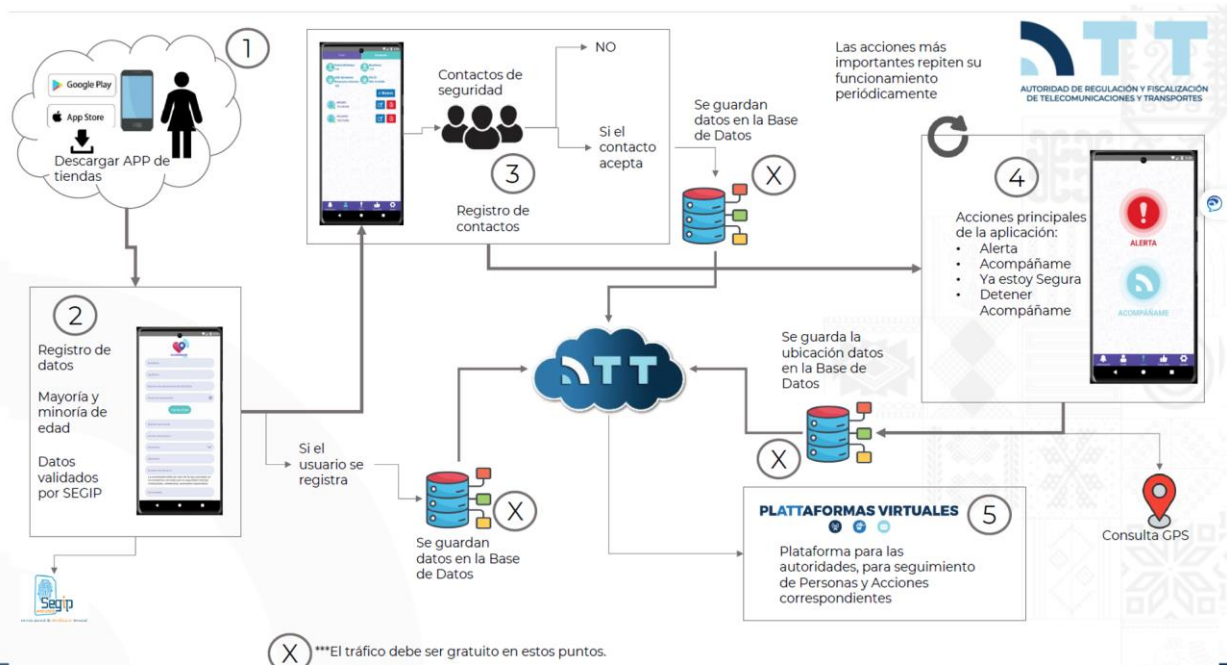 1
Google Play
App Store
Descargar APP de
tiendas
2
Registro de
datos
Mayoría y
minoría de
edad
Datos
validados
por SEGIP
Segip
Contactos de
seguridad
3
Registro de
contactos
NO
Si el
contacto
acepta
Se guardan
datos en la Base
de Datos
X
Si el
usuario se
registra
X
Se guardan
datos en la Base
de Datos
TT
Las acciones más
importantes repiten su
funcionamiento
periódicamente
TT
AUTORIDAD DE REGULACIÓN Y FISCALIZACIÓN
DE TELECOMUNICACIONES Y TRANSPORTES
4
Acciones principales
de la aplicación:
• Alerta
• Acompáñame
• Ya estoy Segura
• Detener
Acompáñame
ALERTA
ACOMPÁÑAME
Se guarda la
ubicación datos
en la Base de
Datos
X
Consulta GPS
PLATTAFORMAS VIRTUALES
5
Plataforma para las
autoridades, para seguimiento
de Personas y Acciones
correspondientes
X ***El tráfico debe ser gratuito en estos puntos.